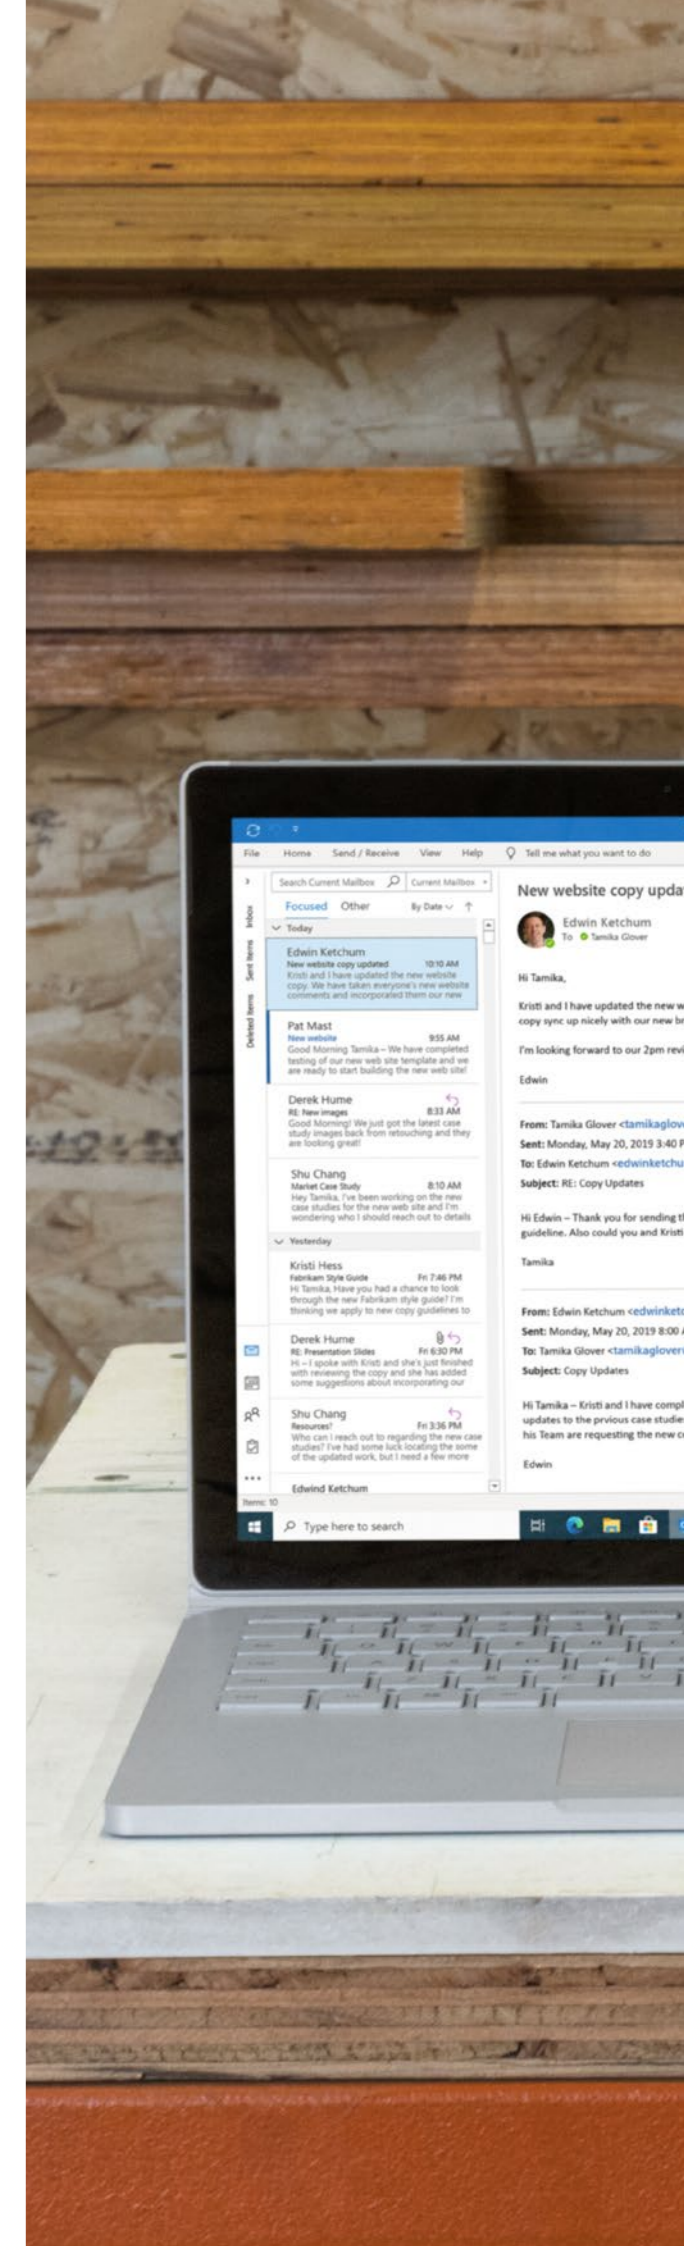 File Home Send / Receive View Help Tell me what you want to do
Search Current Mailbox Current Mailbox
Focused Other By Date
Today
Inbox
Sent Items
Deleted Items
Edwin Ketchum
New website copy updated 10:10 AM
Kristi and I have updated the new website
copy. We have taken everyone's new website
comments and incorporated them our new
Pat Mast
New website 9:55 AM
Good Morning Tamika – We have completed
testing of our new web site template and we
are ready to start building the new web site!
Derek Hume
RE: New images 8:33 AM
Good Morning! We just got the latest case
study images back from retouching and they
are looking great!
Shu Chang
Market Case Study 8:10 AM
Hey Tamika, I've been working on the new
case studies for the new web site and I'm
wondering who I should reach out to details
Yesterday
Kristi Hess
Fabrikam Style Guide Fri 7:46 PM
Hi Tamika, Have you had a chance to look
through the new Fabrikam style guide? I'm
thinking we apply to new copy guidelines to
Derek Hume
RE: Presentation Slides Fri 6:30 PM
Hi – I spoke with Kristi and she's just finished
with reviewing the copy and she has added
some suggestions about incorporating our
Shu Chang
Resources! Fri 3:36 PM
Who can I reach out to regarding the new case
studies? I've had some luck locating the some
of the updated work, but I need a few more
Edwind Ketchum
Items: 10
Type here to search
New website copy upda
Edwin Ketchum
To Tamika Glover
Hi Tamika,
Kristi and I have updated the new w
copy sync up nicely with our new br
I'm looking forward to our 2pm revi
Edwin
From: Tamika Glover <tamikaglov
Sent: Monday, May 20, 2019 3:40 P
To: Edwin Ketchum <edwinketchu
Subject: RE: Copy Updates
Hi Edwin – Thank you for sending th
guideline. Also could you and Kristi
Tamika
From: Edwin Ketchum <edwinketc
Sent: Monday, May 20, 2019 8:00
To: Tamika Glover <tamikaglover
Subject: Copy Updates
Hi Tamika – Kristi and I have compl
updates to the prvious case studie
his Team are requesting the new c
Edwin